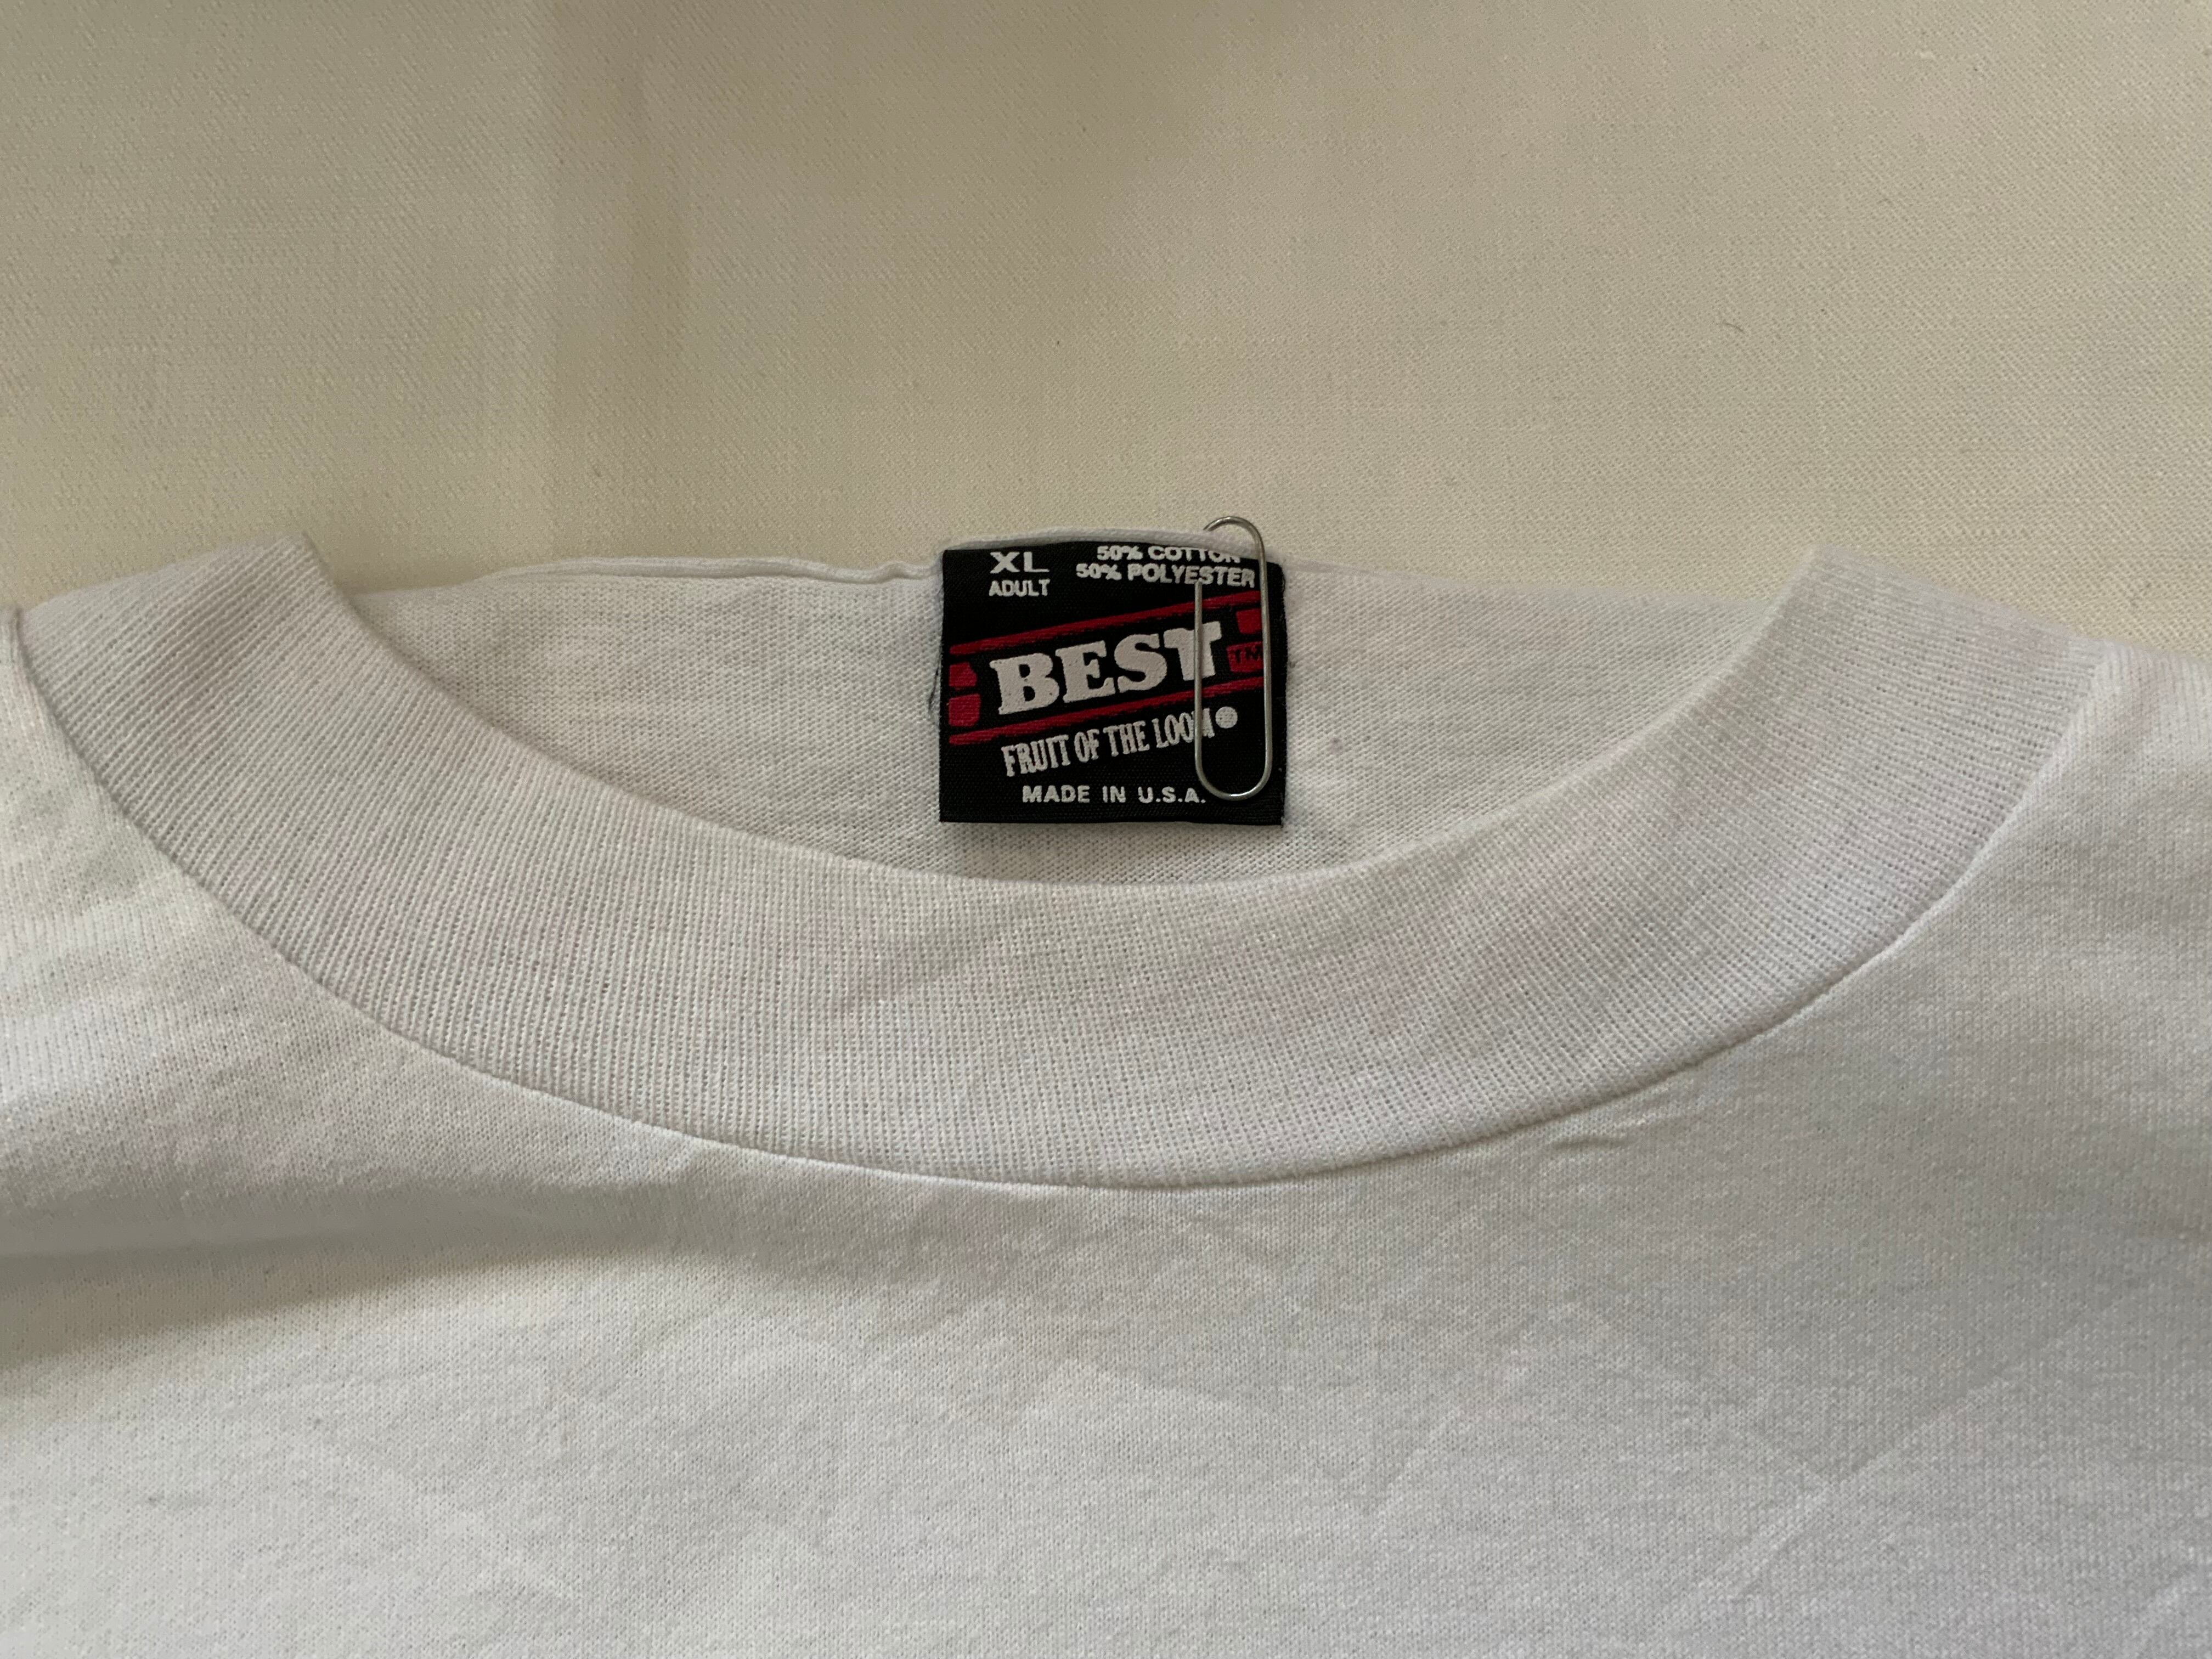 XL
ADULT
50% COTTON
50% POLYESTER
BEST
TM
FRUIT OF THE LOOM
MADE IN U.S.A.